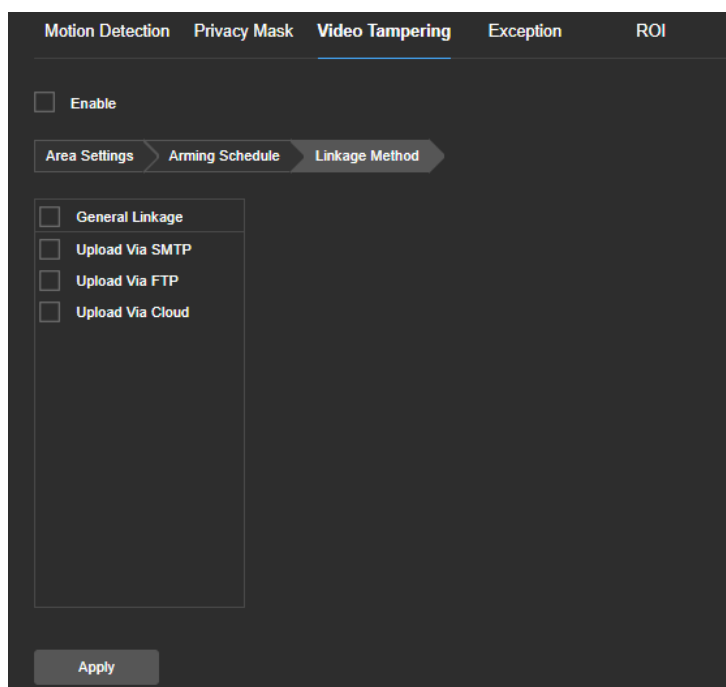 Motion Detection Privacy Mask Video Tampering Exception ROI
Enable
Area Settings Arming Schedule Linkage Method
General Linkage
Upload Via SMTP
Upload Via FTP
Upload Via Cloud
Apply